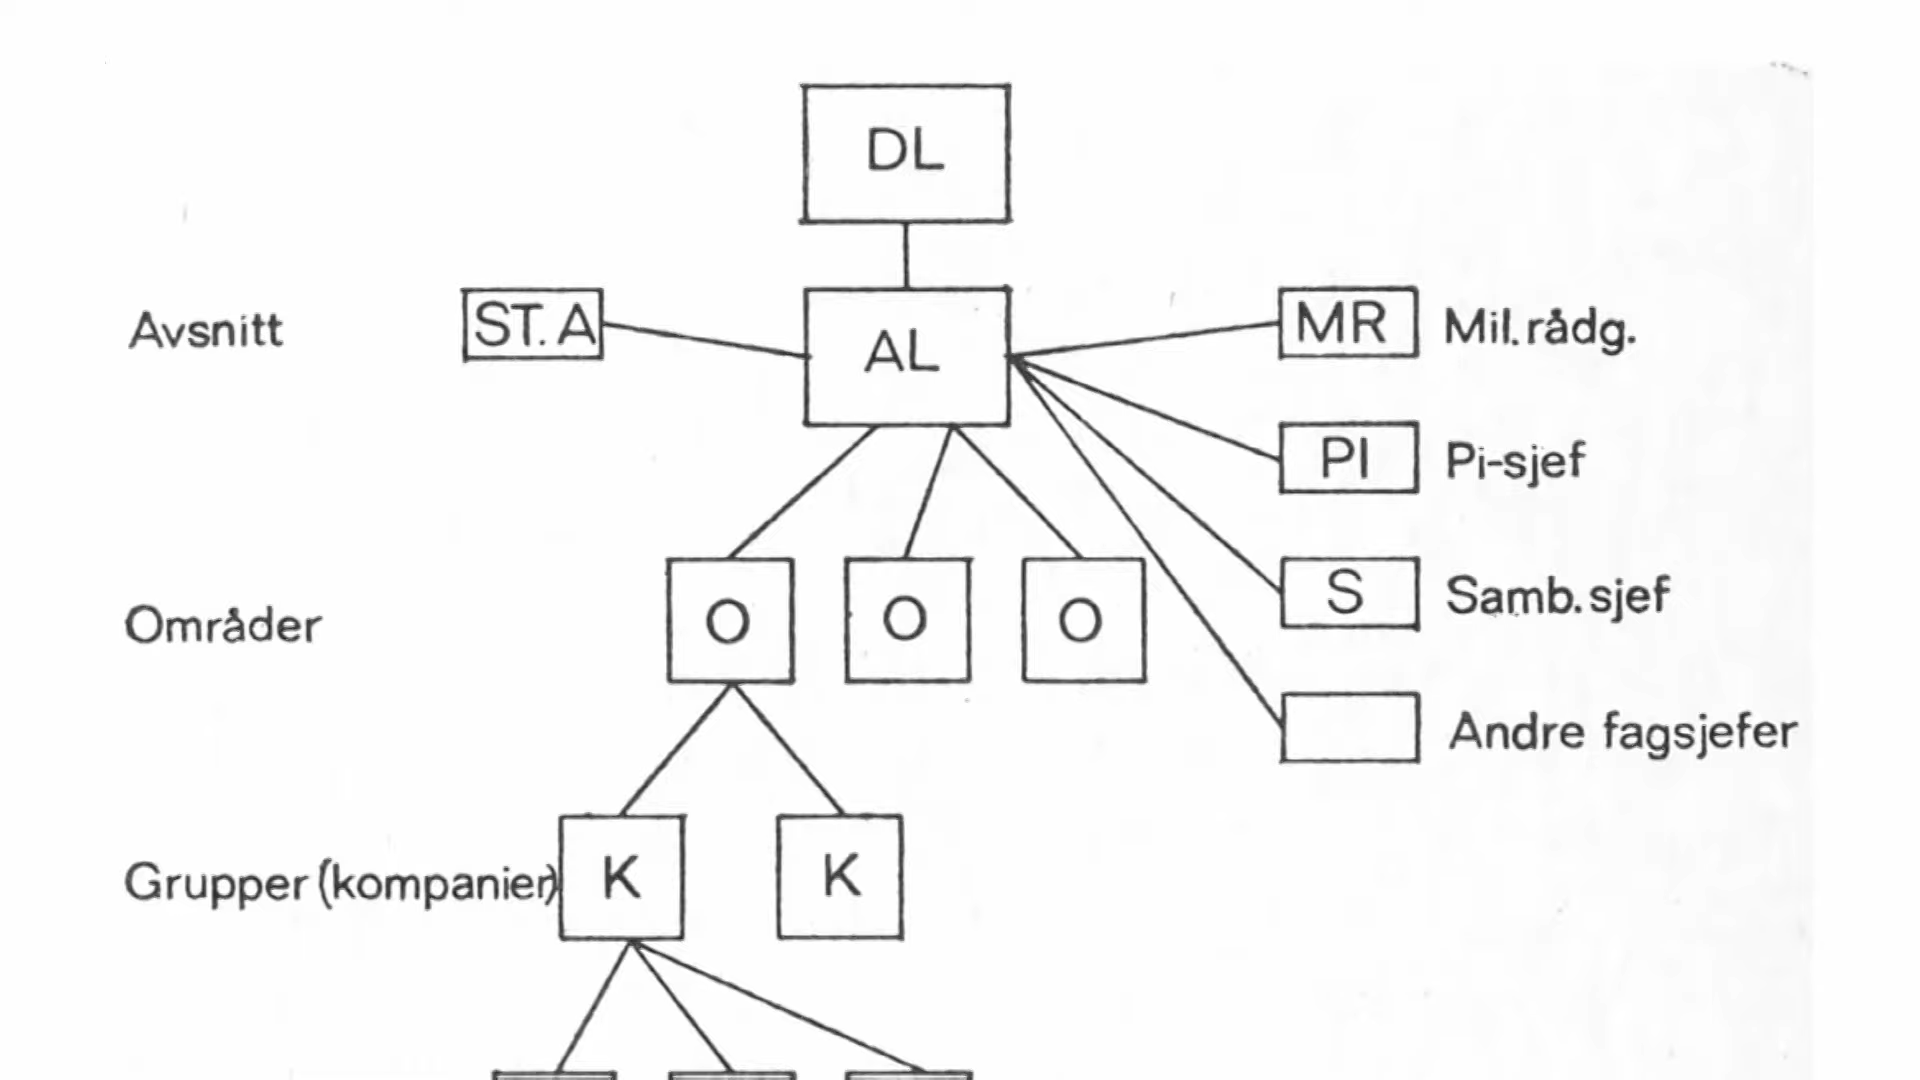 DL
Avsnitt ST. A AL MR Mil. rådg.
PI Pi-sjef
S Samb. sjef
Områder O O O
Andre fagsjefer
Grupper (kompanier) K K